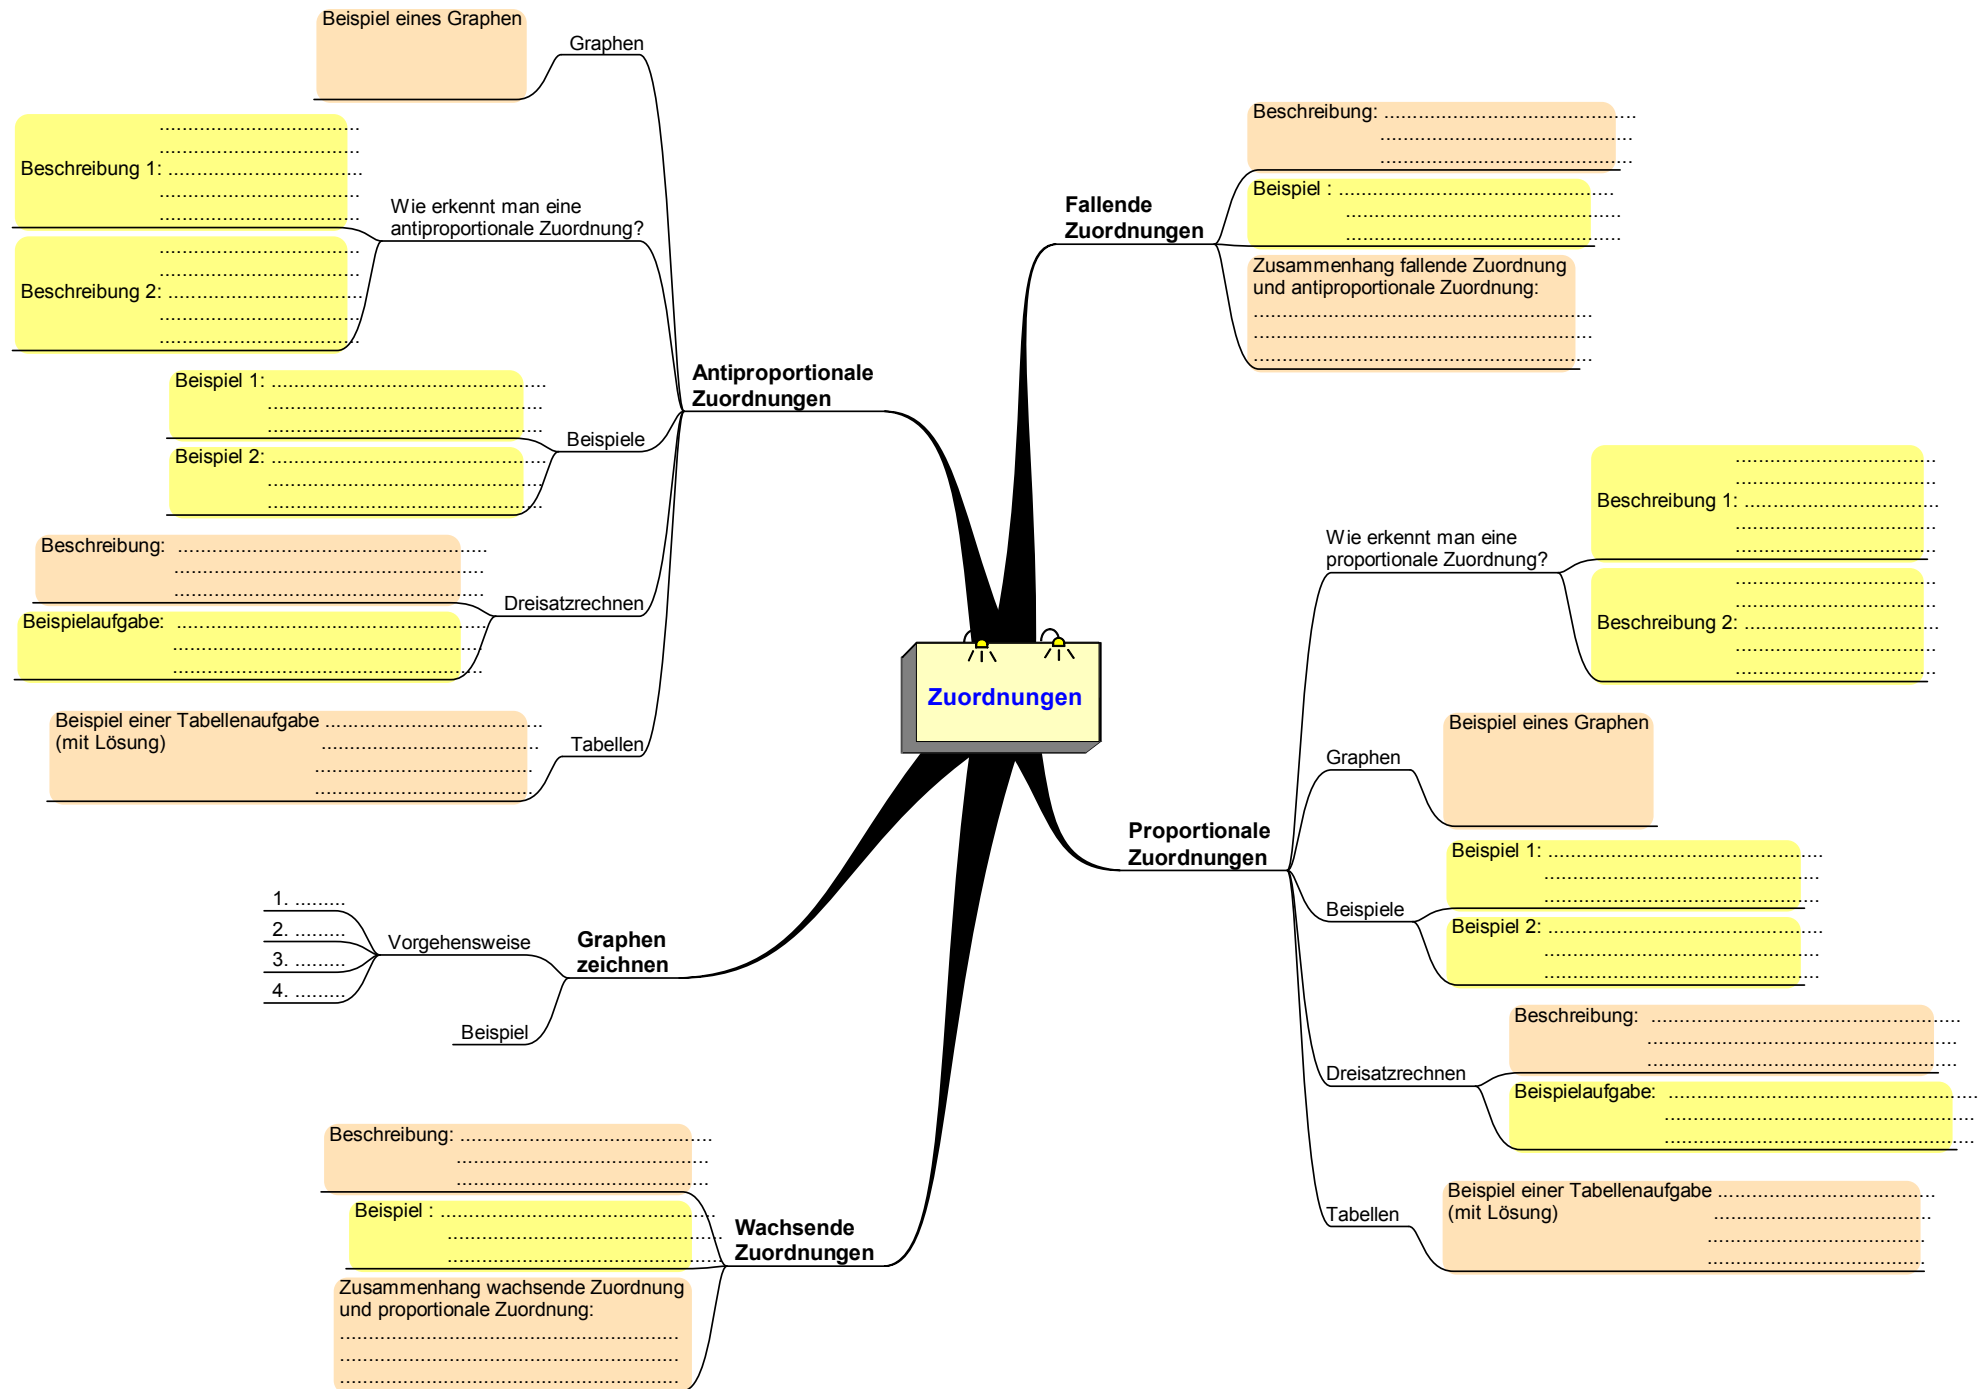 Beispiel eines Graphen
Graphen
Beschreibung 1: ....................................
Wie erkennt man eine
antiproportionale Zuordnung?
Beschreibung 2: ....................................
Beispiel 1: ....................................
Beispiele
Beispiel 2: ....................................
Antiproportionale
Zuordnungen
Beschreibung: ....................................
Dreisatzrechnen
Beispielaufgabe: ....................................
Beispiel einer Tabellenaufgabe ....................................
(mit Lösung) ....................................
Tabellen
Fallende
Zuordnungen
Beschreibung: ....................................
Beispiel : ....................................
Zusammenhang fallende Zuordnung
und antiproportionale Zuordnung:
....................................
Zuordnungen
Wie erkennt man eine
proportionale Zuordnung?
Beschreibung 1: ....................................
Beschreibung 2: ....................................
Graphen
Beispiel eines Graphen
Proportionale
Zuordnungen
Beispiele
Beispiel 1: ....................................
Beispiel 2: ....................................
Dreisatzrechnen
Beschreibung: ....................................
Beispielaufgabe: ....................................
Tabellen
Beispiel einer Tabellenaufgabe ....................................
(mit Lösung) ....................................
1. .........
2. .........
3. .........
4. .........
Vorgehensweise
Graphen
zeichnen
Beispiel
Beschreibung: ....................................
Beispiel : ....................................
Wachsende
Zuordnungen
Zusammenhang wachsende Zuordnung
und proportionale Zuordnung:
....................................